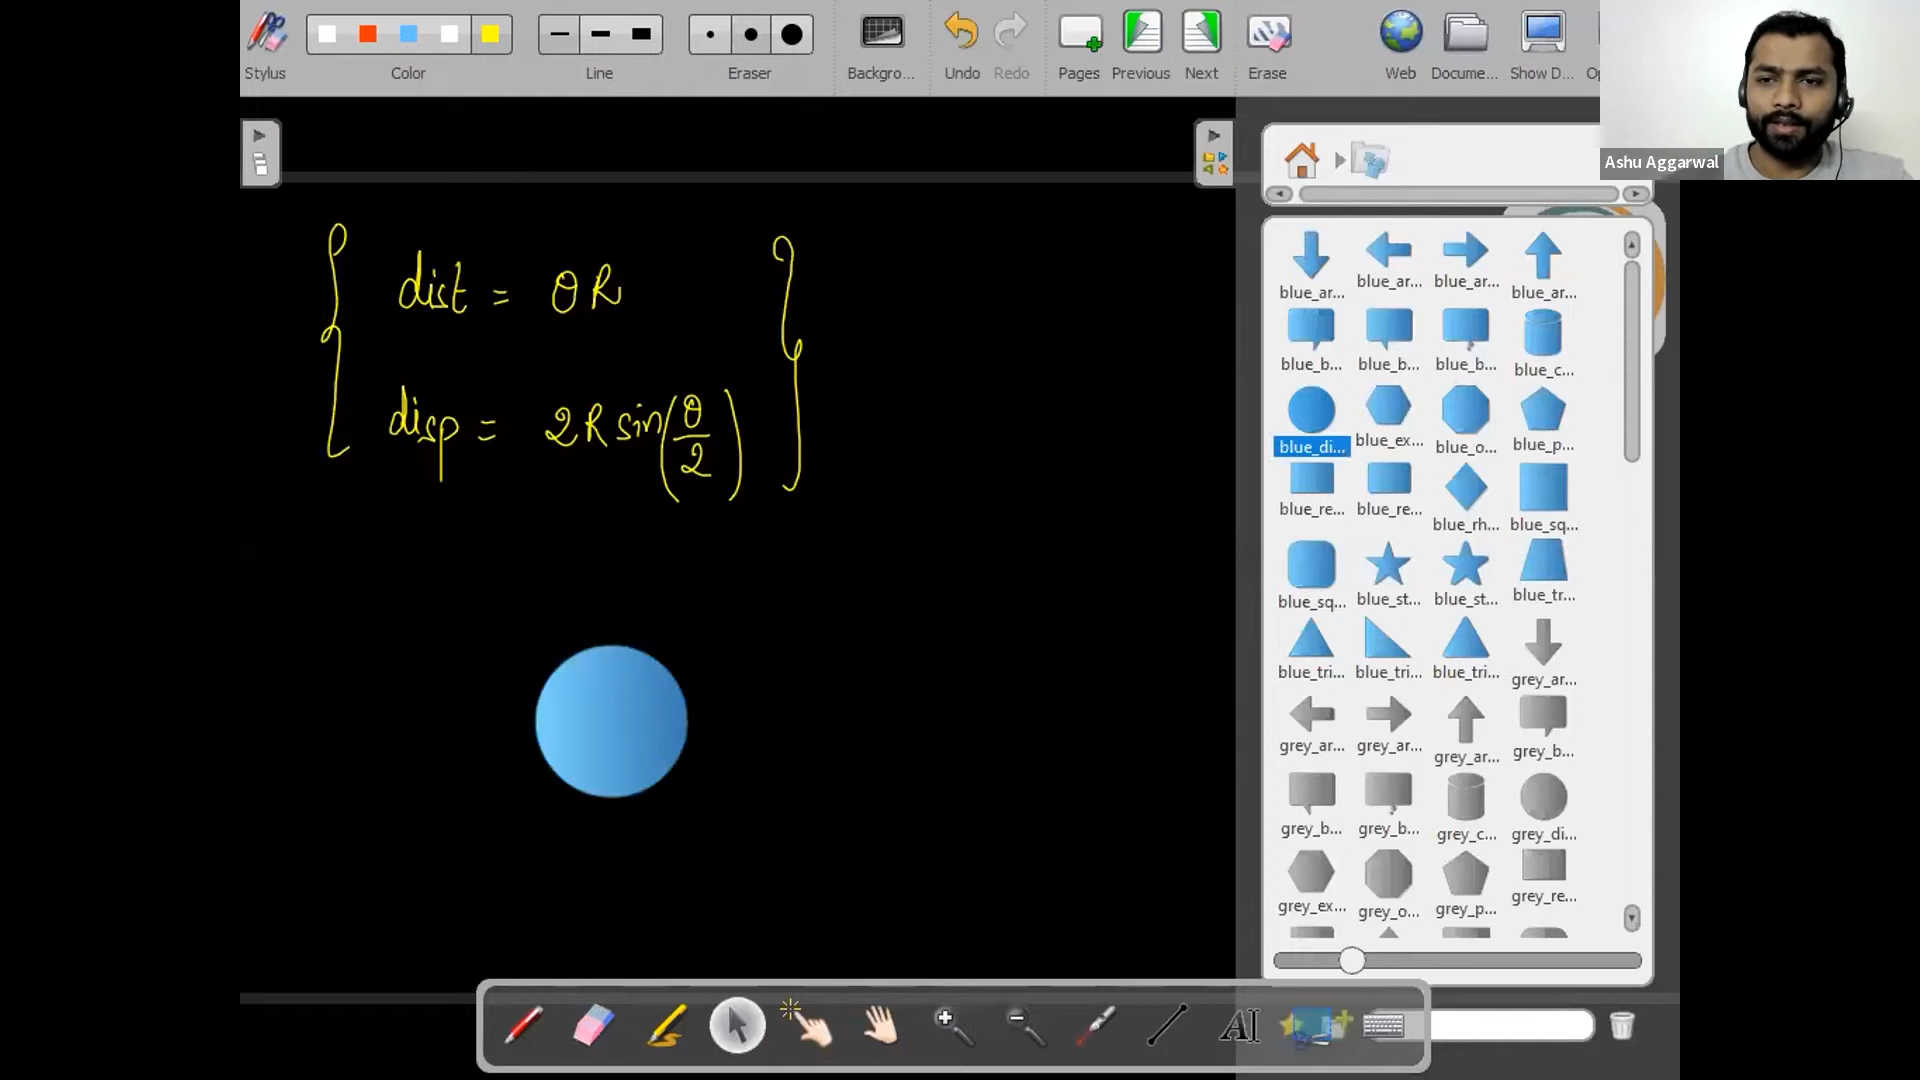 Stylus
Color
Line
Eraser
Backgro...
Undo
Redo
Pages
Previous
Next
Erase
Web
Docume...
Show D...
Ashu Aggarwal
dist = θR
disp = 2R sin(θ/2)
blue_ar... blue_ar... blue_ar... blue_ar...
blue_b... blue_b... blue_b... blue_c...
blue_di... blue_ex... blue_o... blue_p...
blue_re... blue_re... blue_rh... blue_sq...
blue_sq... blue_st... blue_st... blue_tr...
blue_tri... blue_tri... blue_tri... grey_ar...
grey_ar... grey_ar... grey_ar... grey_b...
grey_b... grey_b... grey_c... grey_di...
grey_ex... grey_o... grey_p... grey_re...
AI